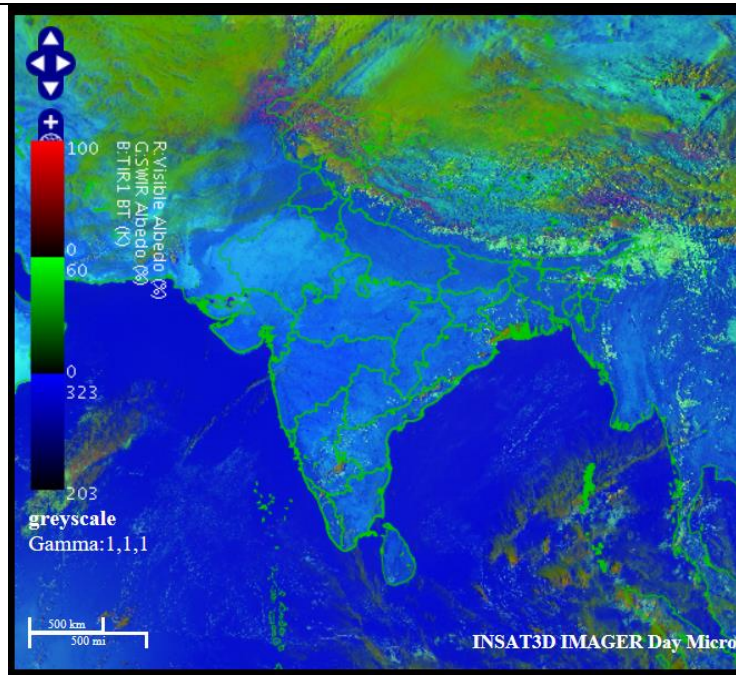 +
100
0
60
0
323
203
R:Visible Albedo (%)
G:SWIR Albedo (%)
B:TIR1 BT (K)
greyscale
Gamma:1,1,1
500 km
500 mi
INSAT3D IMAGER Day Micro